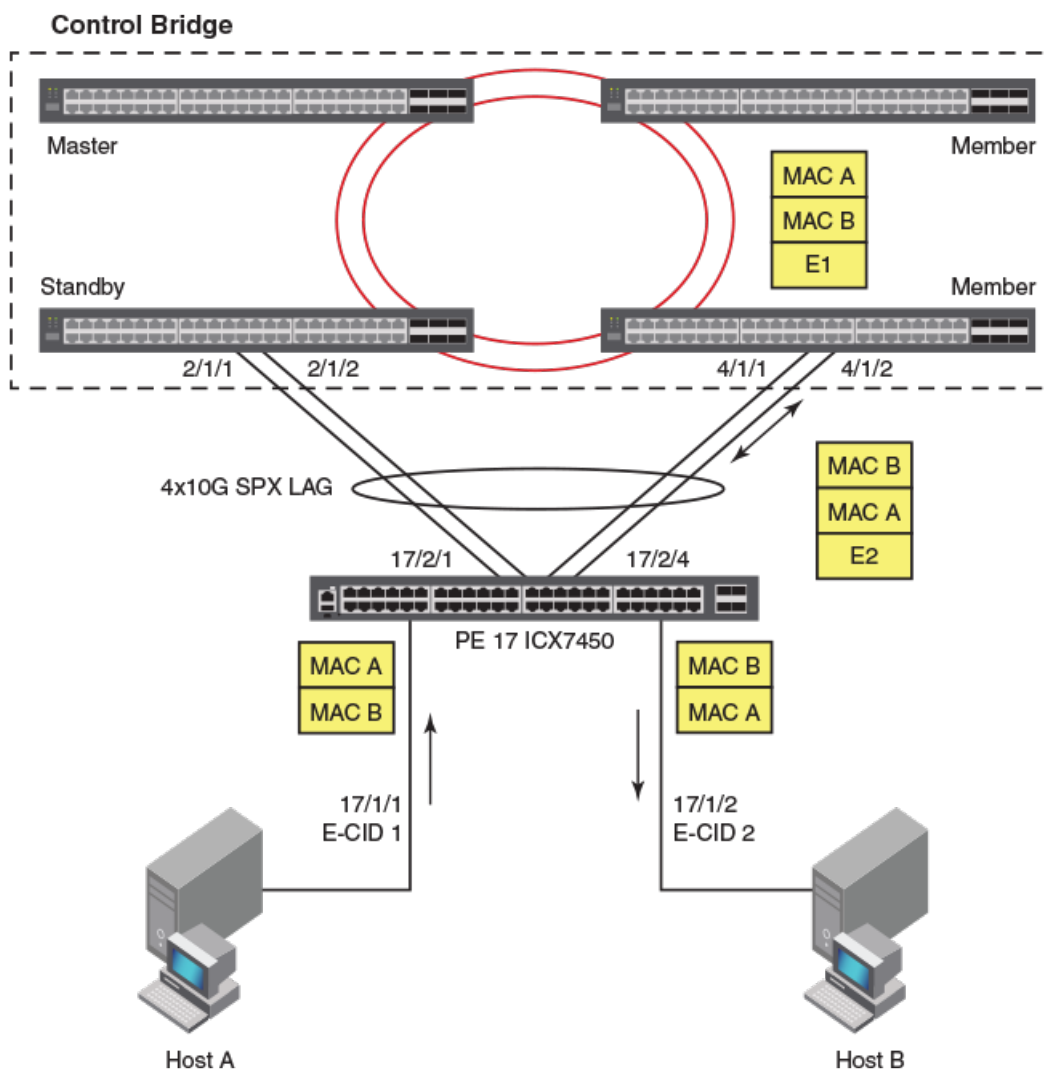 Control Bridge
Master
Member
MAC A
MAC B
E1
Standby
Member
2/1/1
2/1/2
4/1/1
4/1/2
4x10G SPX LAG
MAC B
MAC A
E2
17/2/1
17/2/4
PE 17 ICX7450
MAC A
MAC B
MAC B
MAC A
17/1/1
E-CID 1
17/1/2
E-CID 2
Host A
Host B